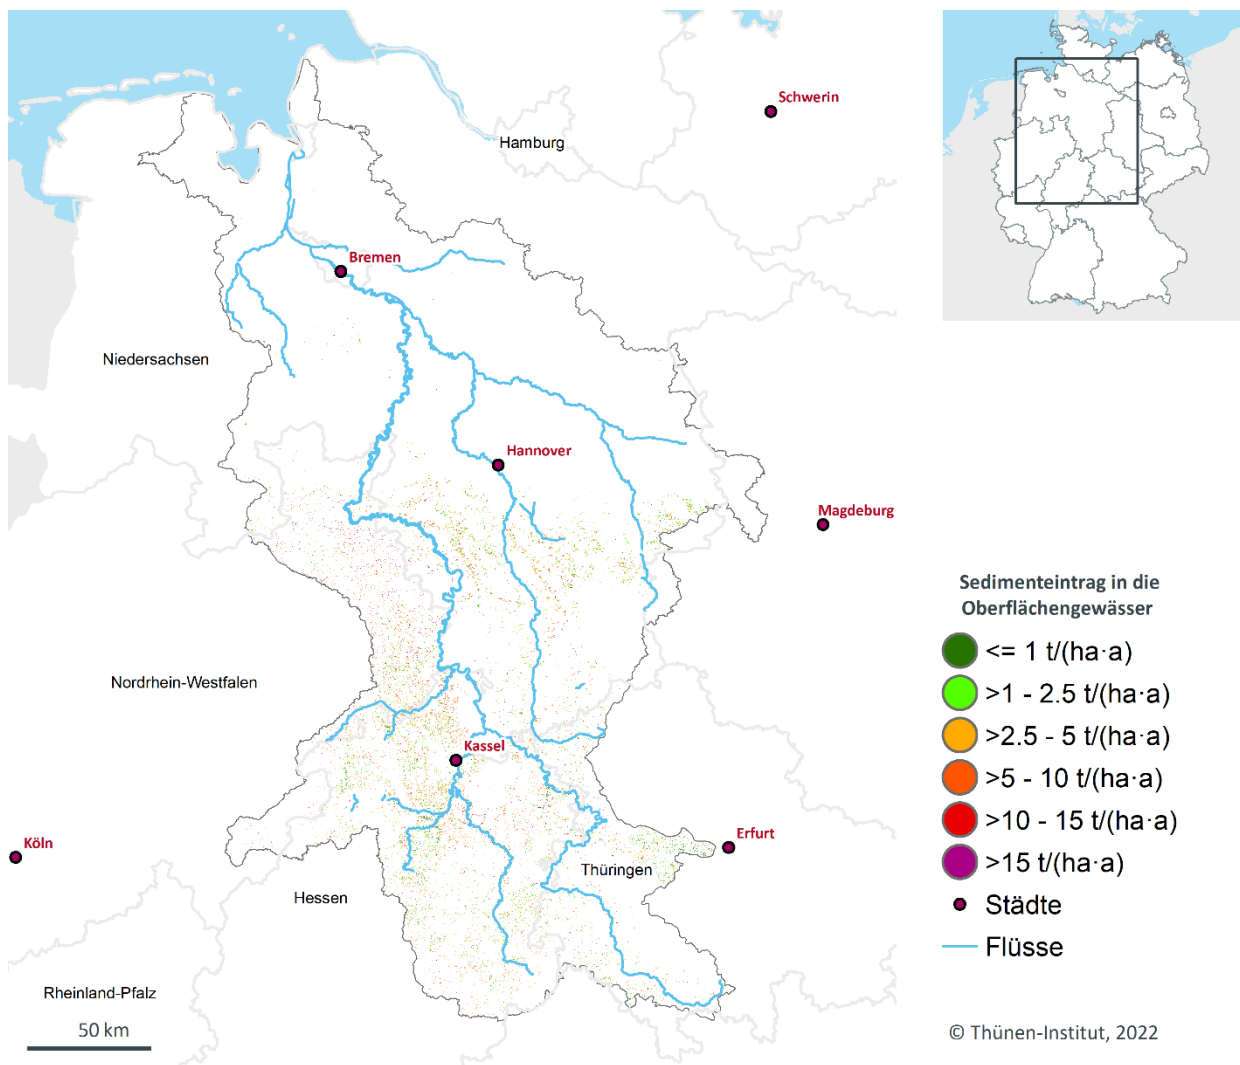 Schwerin
Hamburg
Bremen
Niedersachsen
Hannover
Magdeburg
Nordrhein-Westfalen
Kassel
Köln
Erfurt
Thüringen
Hessen
Rheinland-Pfalz
50 km
Sedimenteintrag in die
Oberflächengewässer
<= 1 t/(ha·a)
>1 - 2.5 t/(ha·a)
>2.5 - 5 t/(ha·a)
>5 - 10 t/(ha·a)
>10 - 15 t/(ha·a)
>15 t/(ha·a)
Städte
Flüsse
© Thünen-Institut, 2022